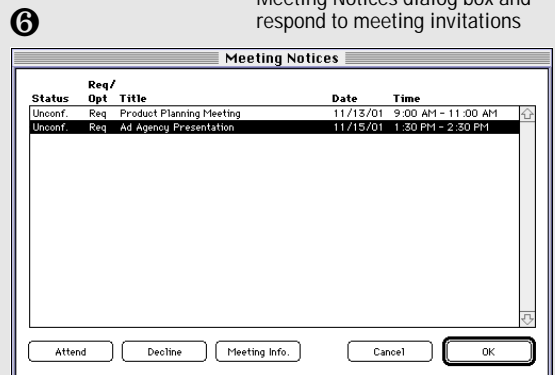 Meeting Notices dialog box and
respond to meeting invitations
6
Meeting Notices
Req/
Status Opt Title Date Time
Unconf. Req Product Planning Meeting 11/13/01 9:00 AM - 11:00 AM
Unconf. Req Ad Agency Presentation 11/15/01 1:30 PM - 2:30 PM
Attend Decline Meeting Info. Cancel OK